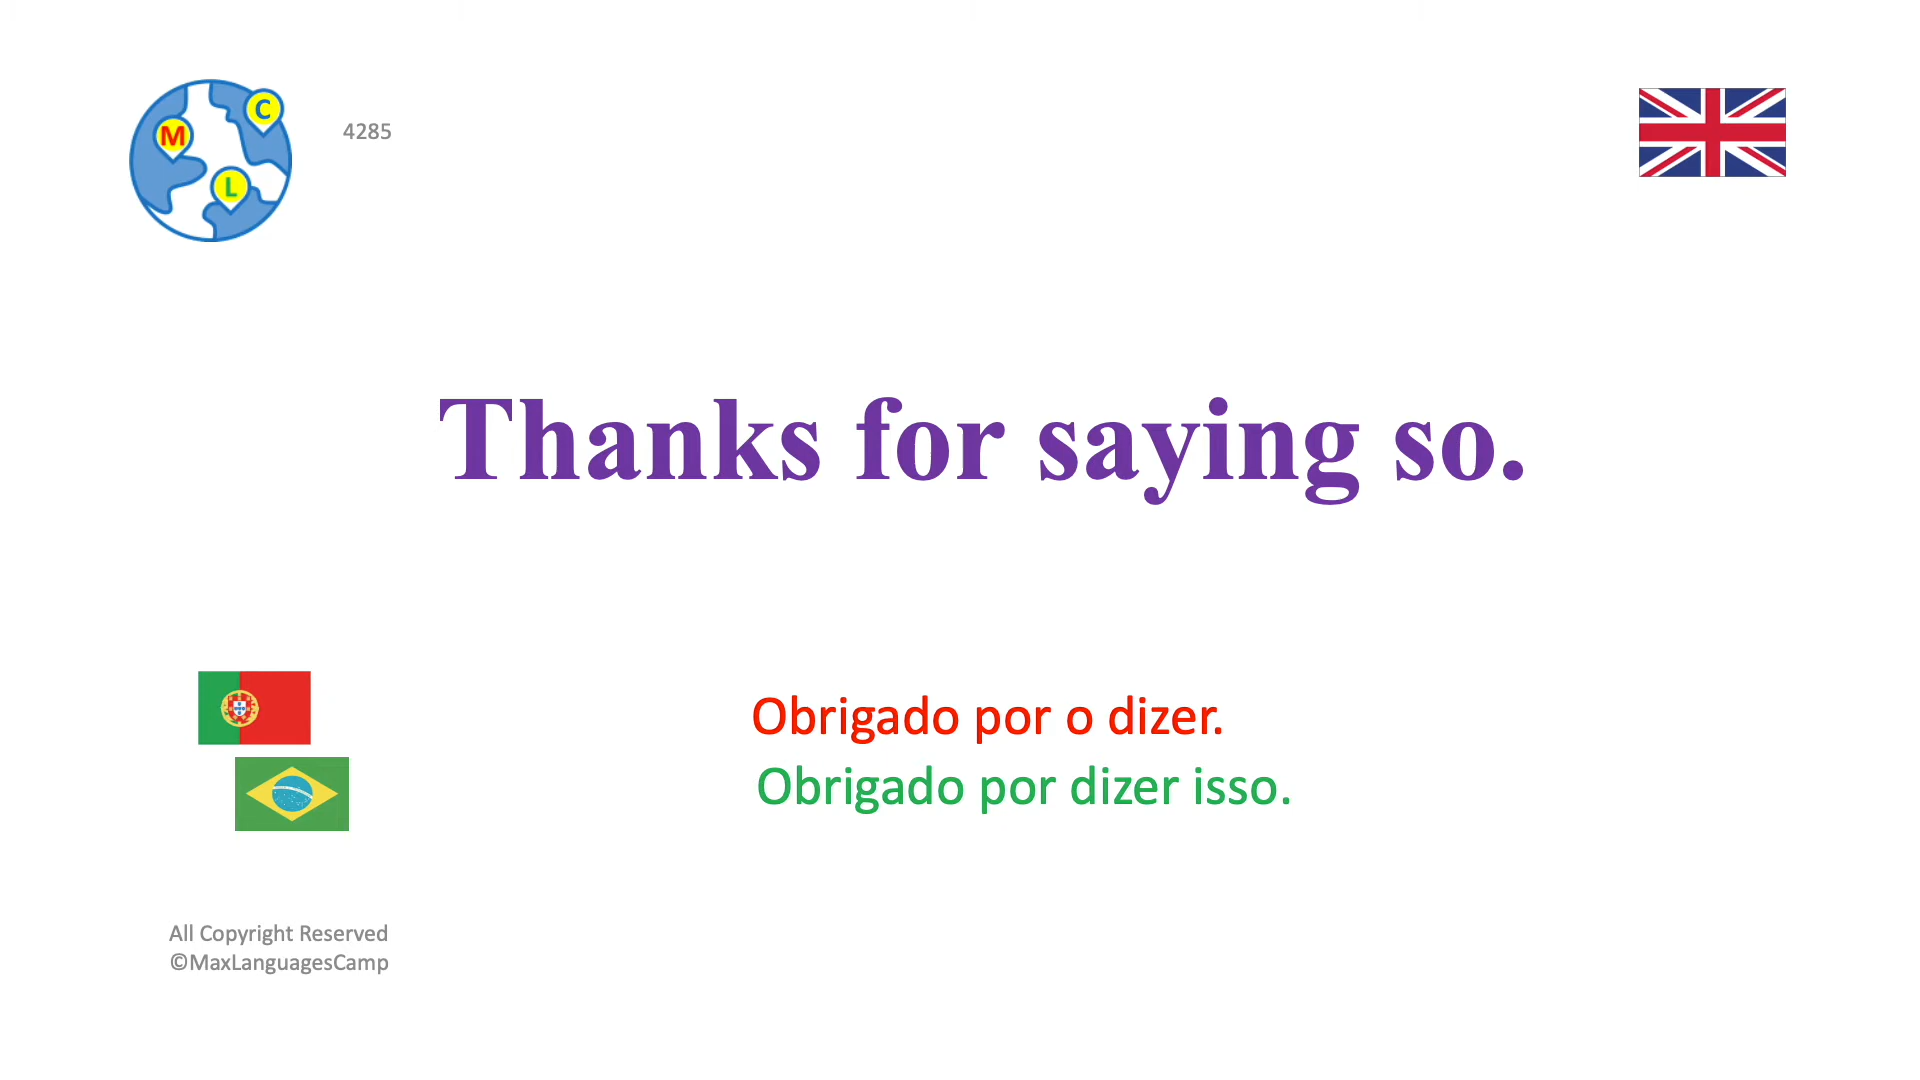 M
C
L
4285
Thanks for saying so.
Obrigado por o dizer.
Obrigado por dizer isso.
All Copyright Reserved
©MaxLanguagesCamp